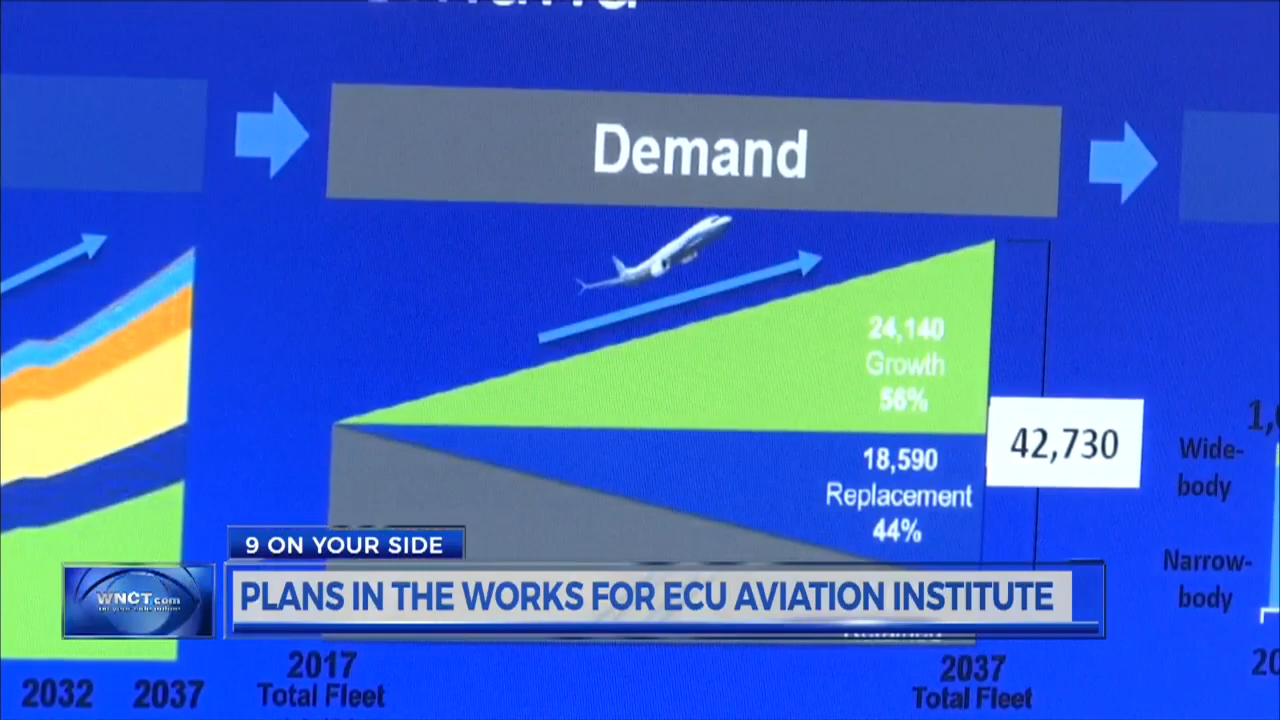 Demand
24,140
Growth
56%
18,590
Replacement
44%
42,730
Wide-
body
Narrow-
body
9 ON YOUR SIDE
WNCT.com
PLANS IN THE WORKS FOR ECU AVIATION INSTITUTE
2032
2037
2017
Total Fleet
2037
Total Fleet